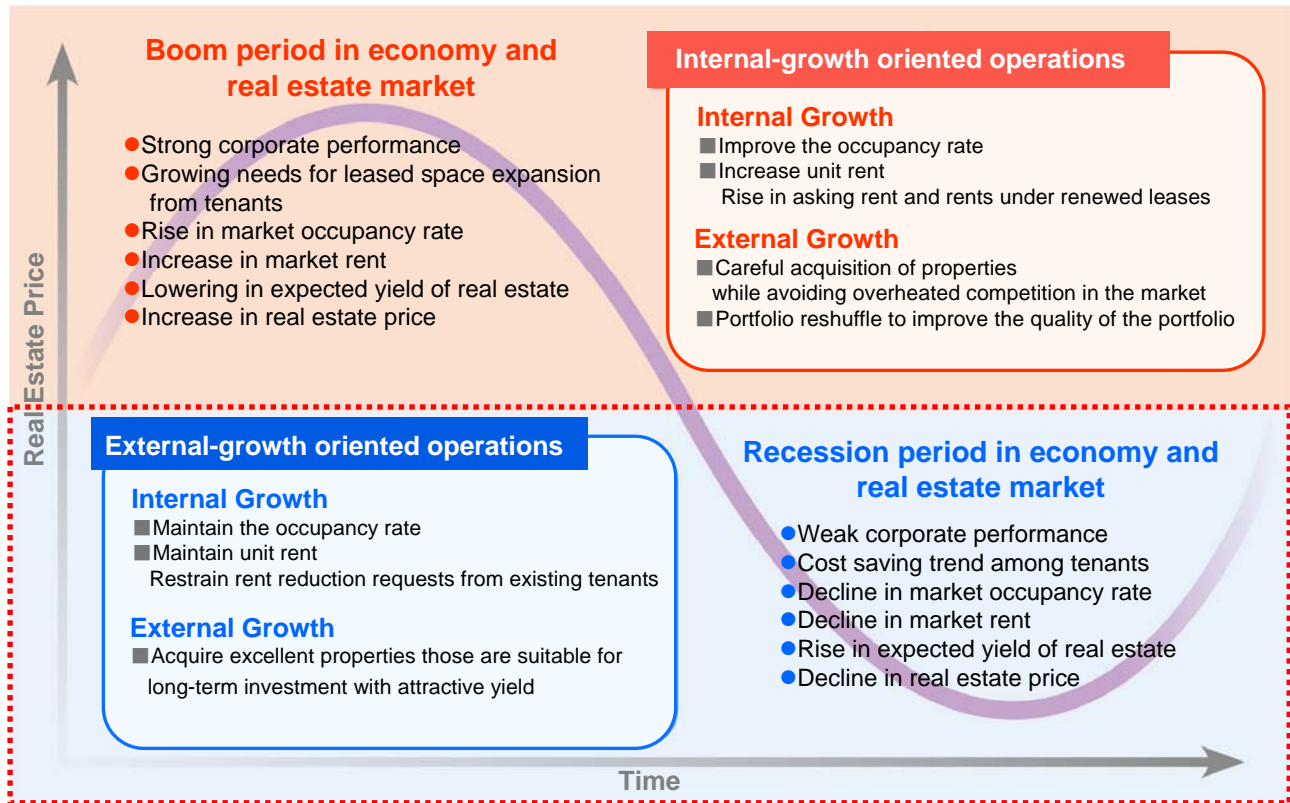 Boom period in economy and
real estate market
●Strong corporate performance
●Growing needs for leased space expansion
from tenants
●Rise in market occupancy rate
●Increase in market rent
●Lowering in expected yield of real estate
●Increase in real estate price
Internal-growth oriented operations
Internal Growth
■Improve the occupancy rate
■Increase unit rent
Rise in asking rent and rents under renewed leases
External Growth
■Careful acquisition of properties
while avoiding overheated competition in the market
■Portfolio reshuffle to improve the quality of the portfolio
Real Estate Price
External-growth oriented operations
Internal Growth
■Maintain the occupancy rate
■Maintain unit rent
Restrain rent reduction requests from existing tenants
External Growth
■Acquire excellent properties those are suitable for
long-term investment with attractive yield
Recession period in economy and
real estate market
●Weak corporate performance
●Cost saving trend among tenants
●Decline in market occupancy rate
●Decline in market rent
●Rise in expected yield of real estate
●Decline in real estate price
Time